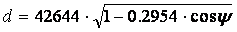 d = 42644 · √(1 − 0.2954 · cosψ)